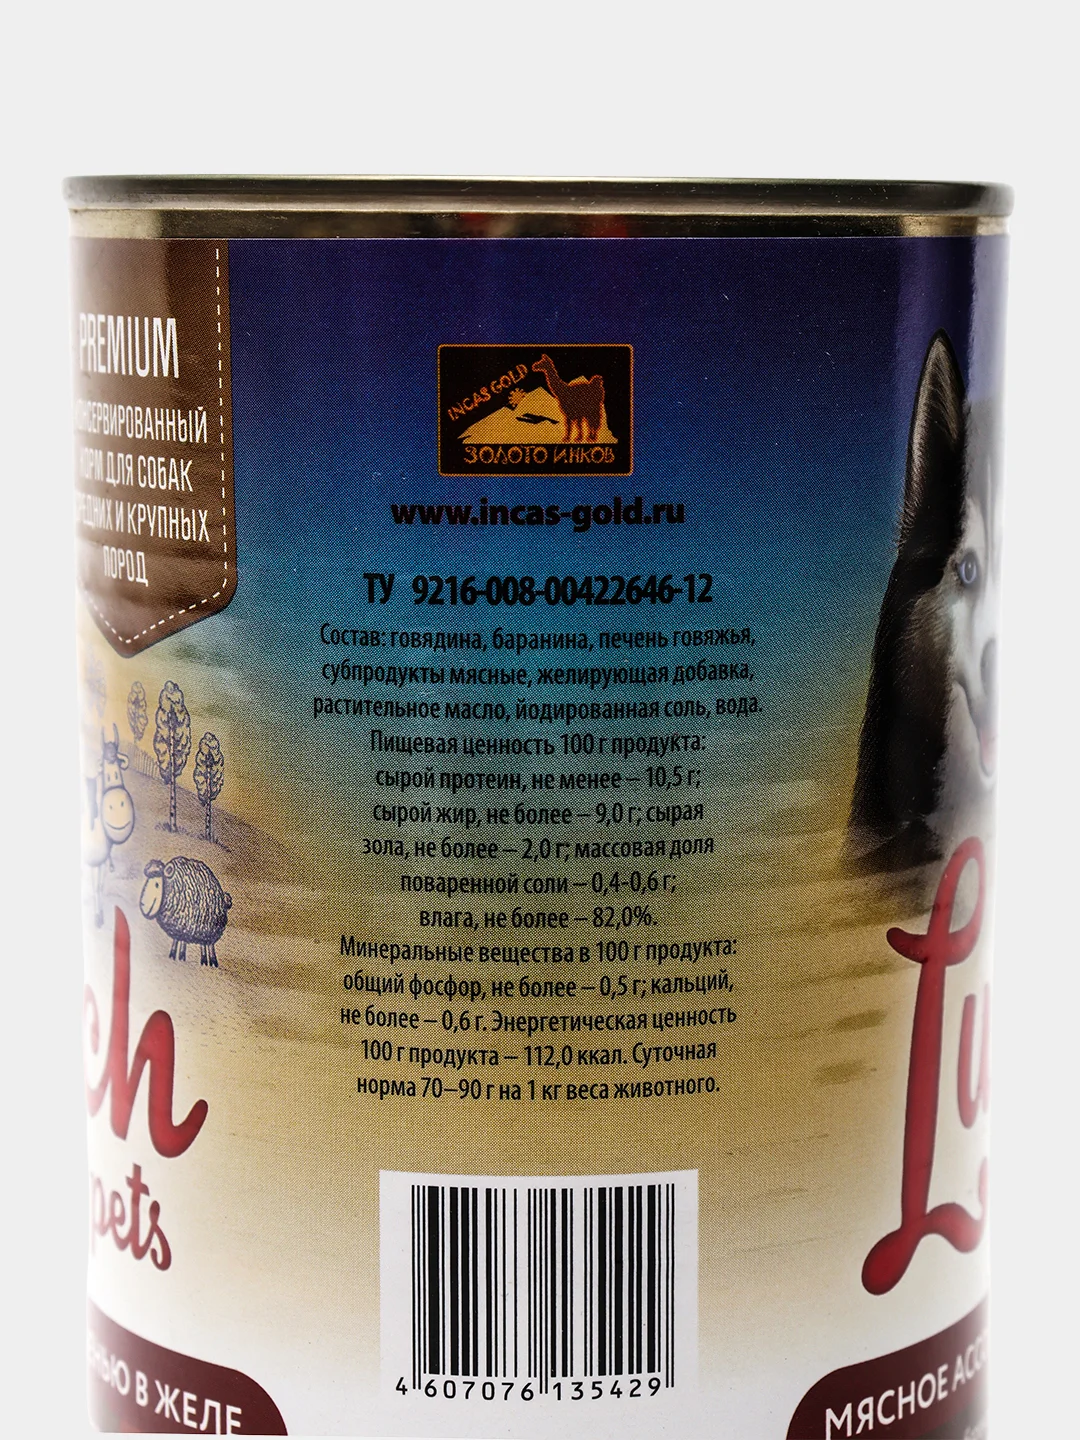 PREMIUM
ДЛЯ СОБАК
И КРУПНЫХ
ПОРОД
INCAS GOLD
ЗОЛОТО ИНКОВ
www.incas-gold.ru
ТУ 9216-008-00422646-12
Состав: говядина, баранина, печень говяжья,
субпродукты мясные, желирующая добавка,
растительное масло, йодированная соль, вода.
Пищевая ценность 100 г продукта:
сырой протеин, не менее – 10,5 г;
сырой жир, не более – 9,0 г; сырая
зола, не более – 2,0 г; массовая доля
поваренной соли – 0,4-0,6 г;
влага, не более – 82,0%.
Минеральные вещества в 100 г продукта:
общий фосфор, не более – 0,5 г; кальций,
не более – 0,6 г. Энергетическая ценность
100 г продукта – 112,0 ккал. Суточная
норма 70–90 г на 1 кг веса животного.
ch
pets
Lu
В ЖЕЛЕ
МЯСНОЕ
4 607076 135429